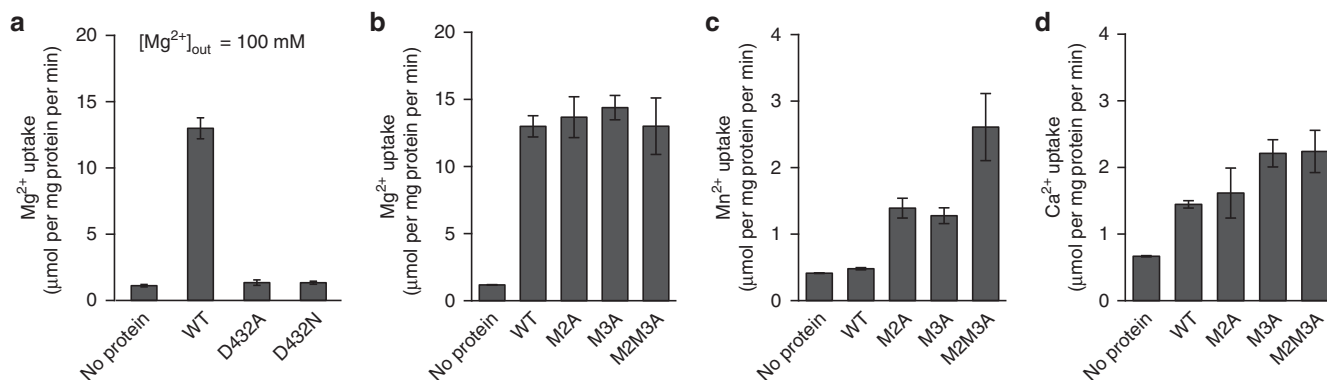 a
[Mg2+]out = 100 mM
Mg2+ uptake
(µmol per mg protein per min)
20
15
10
5
0
No protein
WT
D432A
D432N
b
Mg2+ uptake
(µmol per mg protein per min)
20
15
10
5
0
No protein
WT
M2A
M3A
M2M3A
c
Mn2+ uptake
(µmol per mg protein per min)
4
3
2
1
0
No protein
WT
M2A
M3A
M2M3A
d
Ca2+ uptake
(µmol per mg protein per min)
4
3
2
1
0
No protein
WT
M2A
M3A
M2M3A